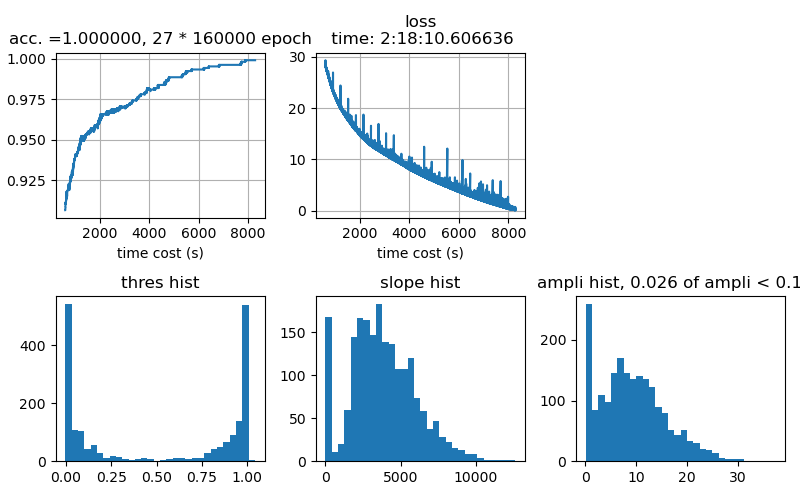 acc. =1.000000, 27 * 160000 epoch
1.000
0.975
0.950
0.925
2000 4000 6000 8000
time cost (s)
loss
time: 2:18:10.606636
30
20
10
0
2000 4000 6000 8000
time cost (s)
thres hist
400
200
0
0.00 0.25 0.50 0.75 1.00
slope hist
150
100
50
0
0 5000 10000
ampli hist, 0.026 of ampli < 0.1
200
100
0
0 10 20 30